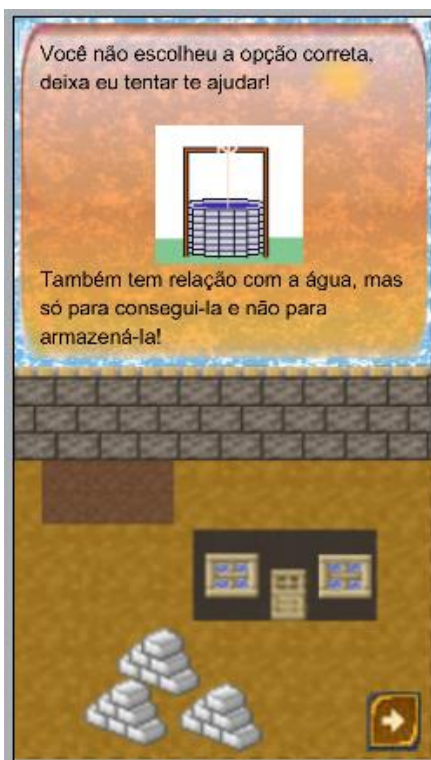 Você não escolheu a opção correta,
deixa eu tentar te ajudar!
Também tem relação com a água, mas
só para consegui-la e não para
armazená-la!